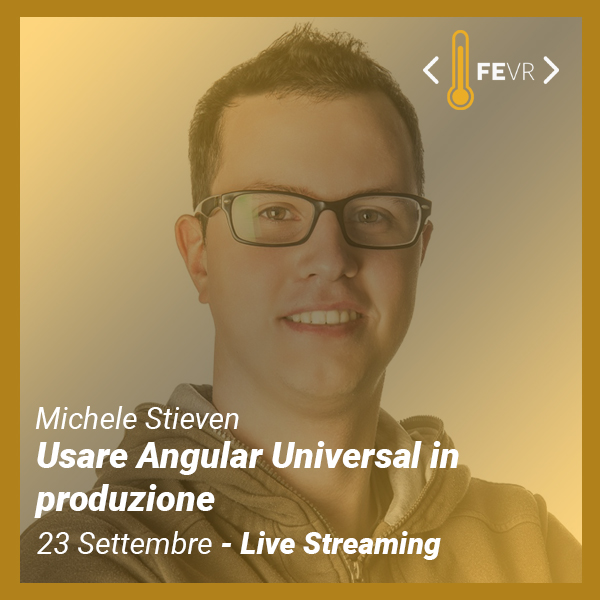 FEVR
Michele Stieven
Usare Angular Universal in
produzione
23 Settembre - Live Streaming